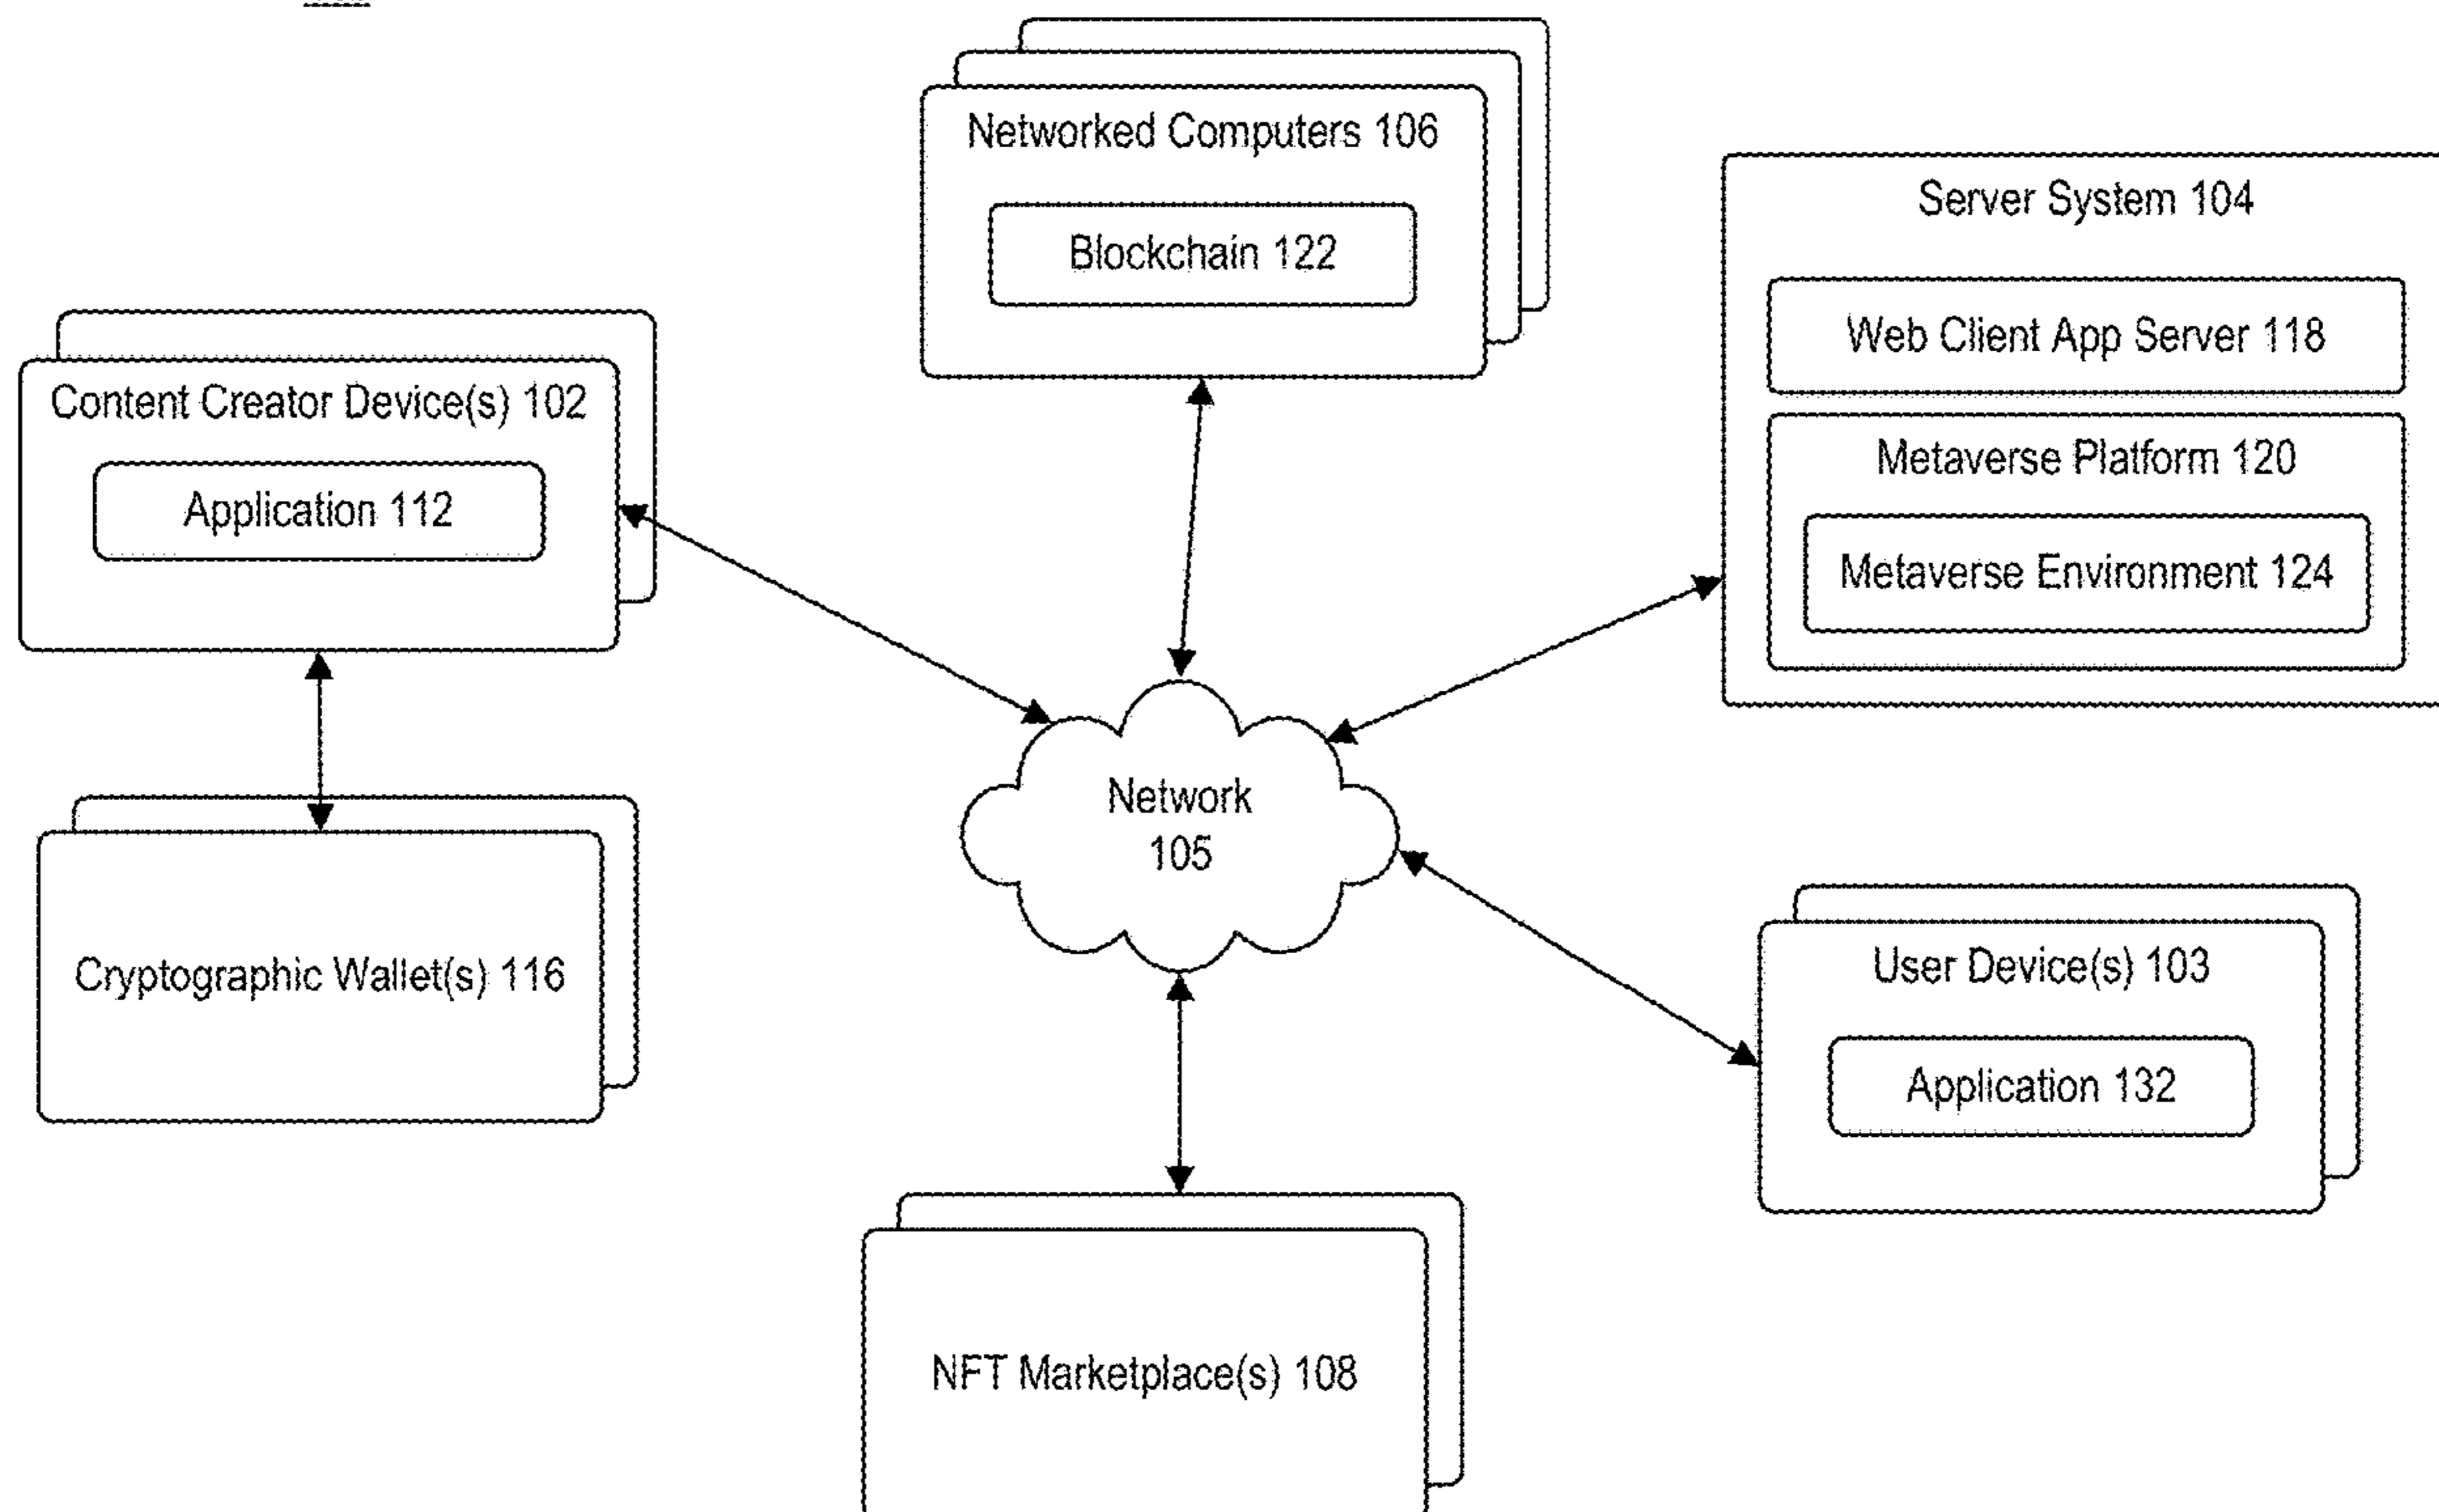 Networked Computers 106
Blockchain 122
Server System 104
Web Client App Server 118
Metaverse Platform 120
Metaverse Environment 124
Content Creator Device(s) 102
Application 112
Network
105
Cryptographic Wallet(s) 116
User Device(s) 103
Application 132
NFT Marketplace(s) 108